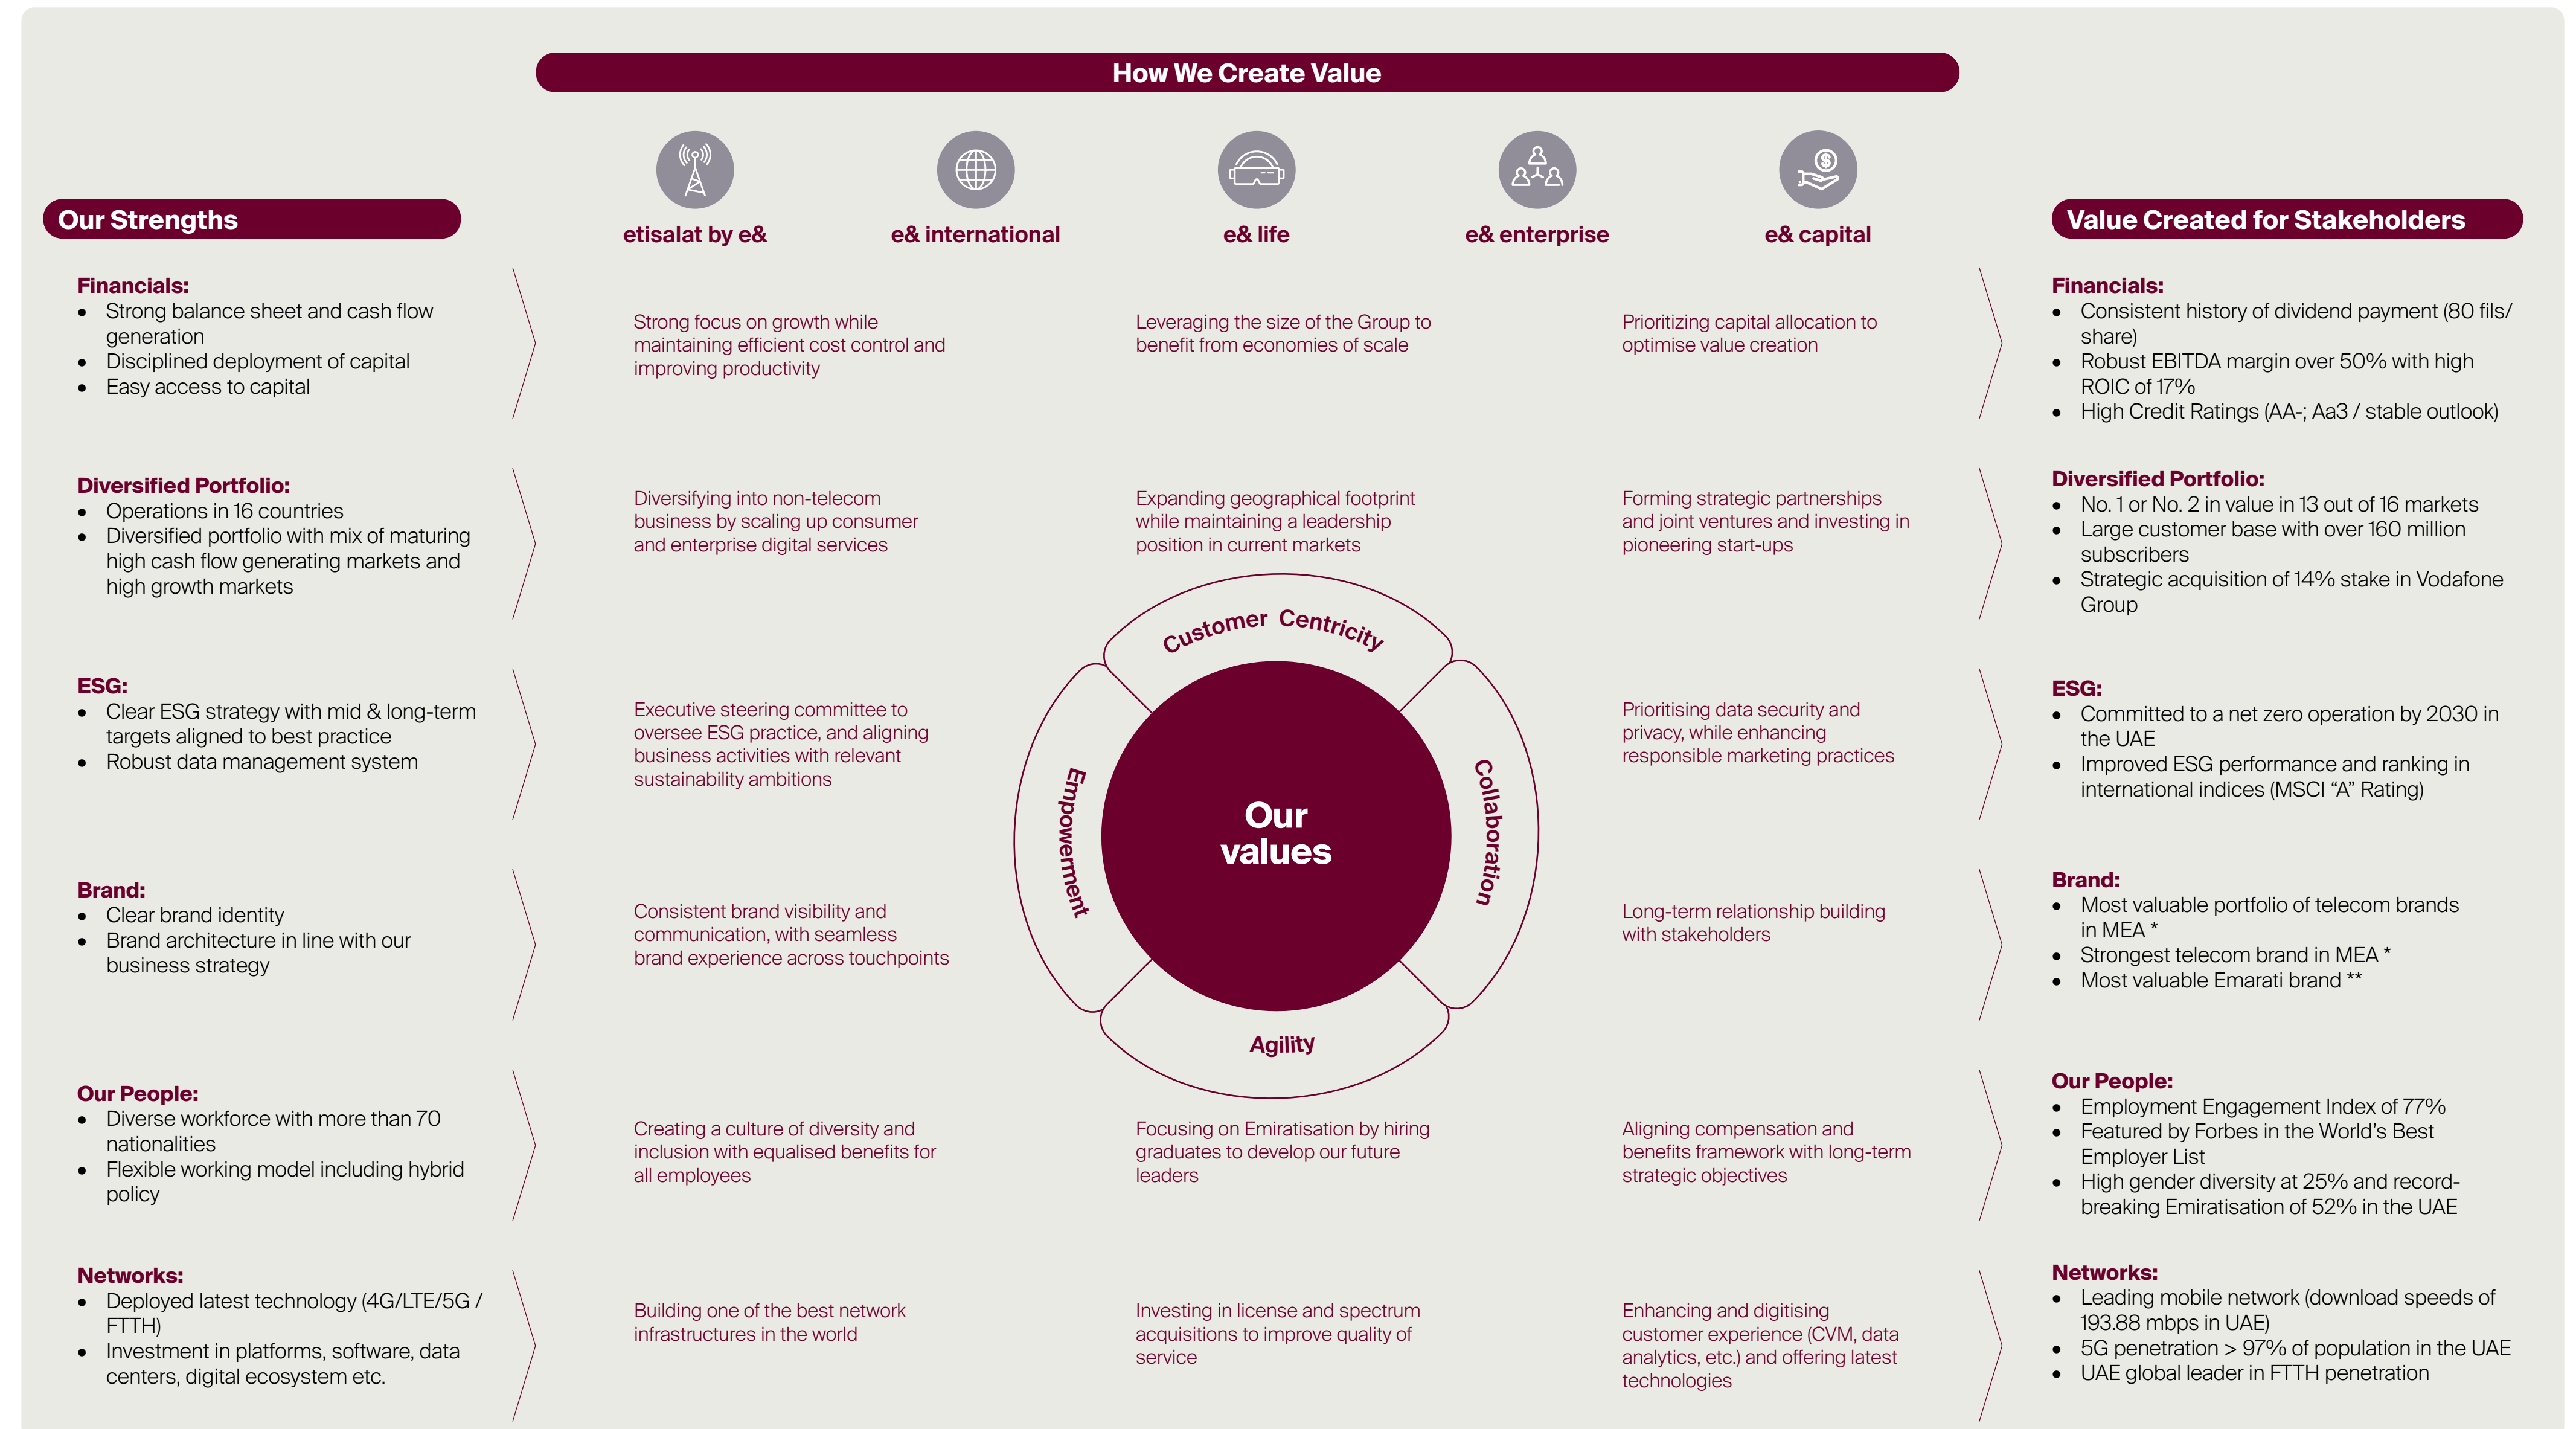 How We Create Value
etisalat by e&
e& international
e& life
e& enterprise
e& capital
Our Strengths
Value Created for Stakeholders
Financials:
• Strong balance sheet and cash flow
generation
• Disciplined deployment of capital
• Easy access to capital
Strong focus on growth while
maintaining efficient cost control and
improving productivity
Leveraging the size of the Group to
benefit from economies of scale
Prioritizing capital allocation to
optimise value creation
Financials:
• Consistent history of dividend payment (80 fils/
share)
• Robust EBITDA margin over 50% with high
ROIC of 17%
• High Credit Ratings (AA-; Aa3 / stable outlook)
Diversified Portfolio:
• Operations in 16 countries
• Diversified portfolio with mix of maturing
high cash flow generating markets and
high growth markets
Diversifying into non-telecom
business by scaling up consumer
and enterprise digital services
Expanding geographical footprint
while maintaining a leadership
position in current markets
Forming strategic partnerships
and joint ventures and investing in
pioneering start-ups
Diversified Portfolio:
• No. 1 or No. 2 in value in 13 out of 16 markets
• Large customer base with over 160 million
subscribers
• Strategic acquisition of 14% stake in Vodafone
Group
ESG:
• Clear ESG strategy with mid & long-term
targets aligned to best practice
• Robust data management system
Executive steering committee to
oversee ESG practice, and aligning
business activities with relevant
sustainability ambitions
Customer Centricity
Empowerment
Our
values
Collaboration
Agility
Prioritising data security and
privacy, while enhancing
responsible marketing practices
ESG:
• Committed to a net zero operation by 2030 in
the UAE
• Improved ESG performance and ranking in
international indices (MSCI “A” Rating)
Brand:
• Clear brand identity
• Brand architecture in line with our
business strategy
Consistent brand visibility and
communication, with seamless
brand experience across touchpoints
Long-term relationship building
with stakeholders
Brand:
• Most valuable portfolio of telecom brands
in MEA *
• Strongest telecom brand in MEA *
• Most valuable Emarati brand **
Our People:
• Diverse workforce with more than 70
nationalities
• Flexible working model including hybrid
policy
Creating a culture of diversity and
inclusion with equalised benefits for
all employees
Focusing on Emiratisation by hiring
graduates to develop our future
leaders
Aligning compensation and
benefits framework with long-term
strategic objectives
Our People:
• Employment Engagement Index of 77%
• Featured by Forbes in the World’s Best
Employer List
• High gender diversity at 25% and record-
breaking Emiratisation of 52% in the UAE
Networks:
• Deployed latest technology (4G/LTE/5G /
FTTH)
• Investment in platforms, software, data
centers, digital ecosystem etc.
Building one of the best network
infrastructures in the world
Investing in license and spectrum
acquisitions to improve quality of
service
Enhancing and digitising
customer experience (CVM, data
analytics, etc.) and offering latest
technologies
Networks:
• Leading mobile network (download speeds of
193.88 mbps in UAE)
• 5G penetration > 97% of population in the UAE
• UAE global leader in FTTH penetration